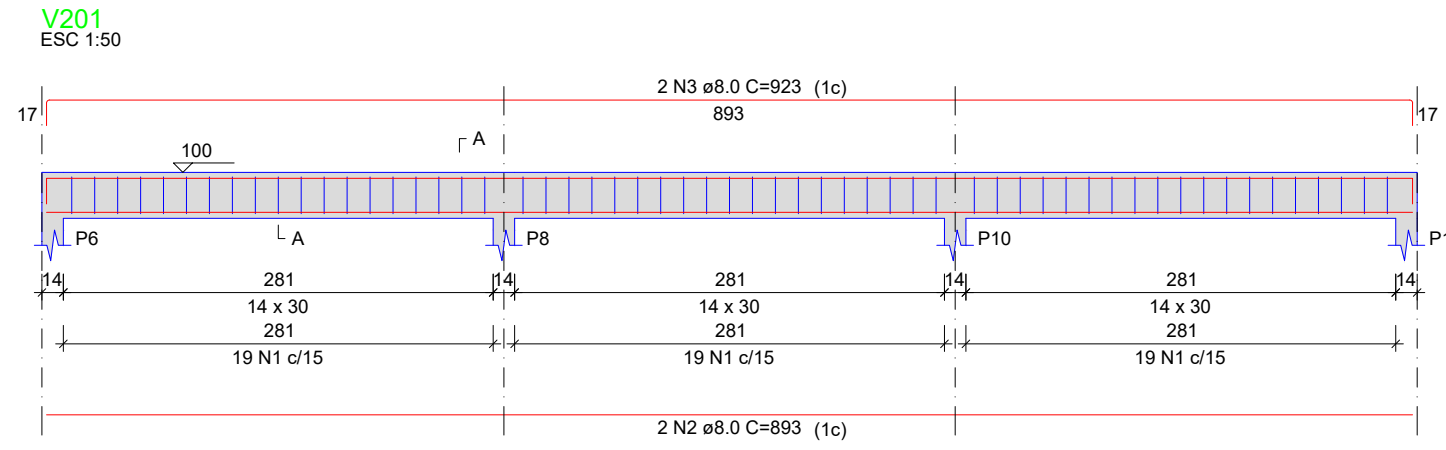 V201
ESC 1:50
2 N3 ø8.0 C=923 (1c)
17
893
17
A
100
A
P6
P8
P10
14
281
14
281
14
281
14
14 x 30
14 x 30
14 x 30
281
281
281
19 N1 c/15
19 N1 c/15
19 N1 c/15
2 N2 ø8.0 C=893 (1c)